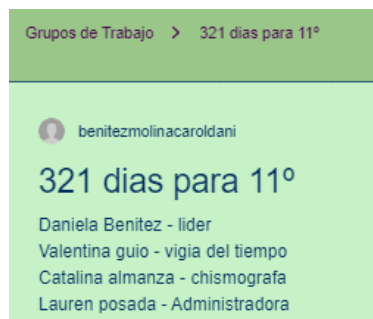 Grupos de Trabajo > 321 dias para 11º
benitezmolinacaroldani
321 dias para 11º
Daniela Benitez - lider
Valentina guio - vigia del tiempo
Catalina almanza - chismografa
Lauren posada - Administradora